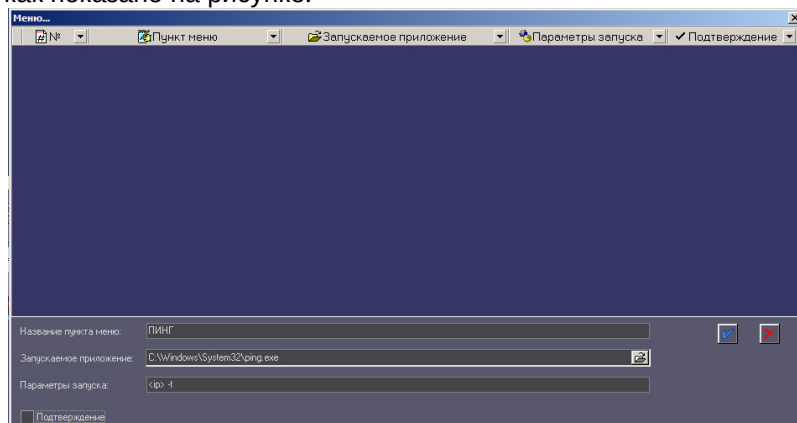 как показано на рисунке.
Меню...
№ Пункт меню Запускаемое приложение Параметры запуска Подтверждение
Название пункта меню: ПИНГ
Запускаемое приложение: C:\Windows\System32\ping.exe
Параметры запуска: <ip> -t
Подтверждение